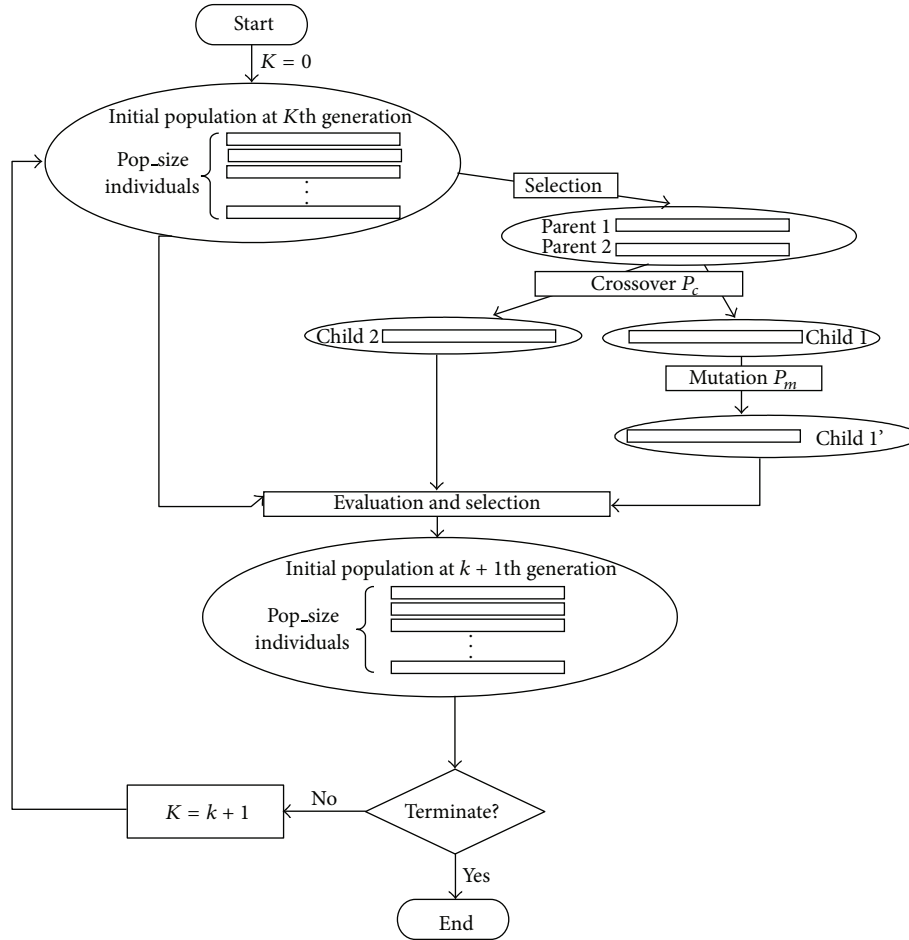 Start
K = 0
Initial population at Kth generation
Pop_size
individuals
Selection
Parent 1
Parent 2
Crossover P_c
Child 2
Child 1
Mutation P_m
Child 1’
Evaluation and selection
Initial population at k + 1th generation
Pop_size
individuals
Terminate?
No
K = k + 1
Yes
End